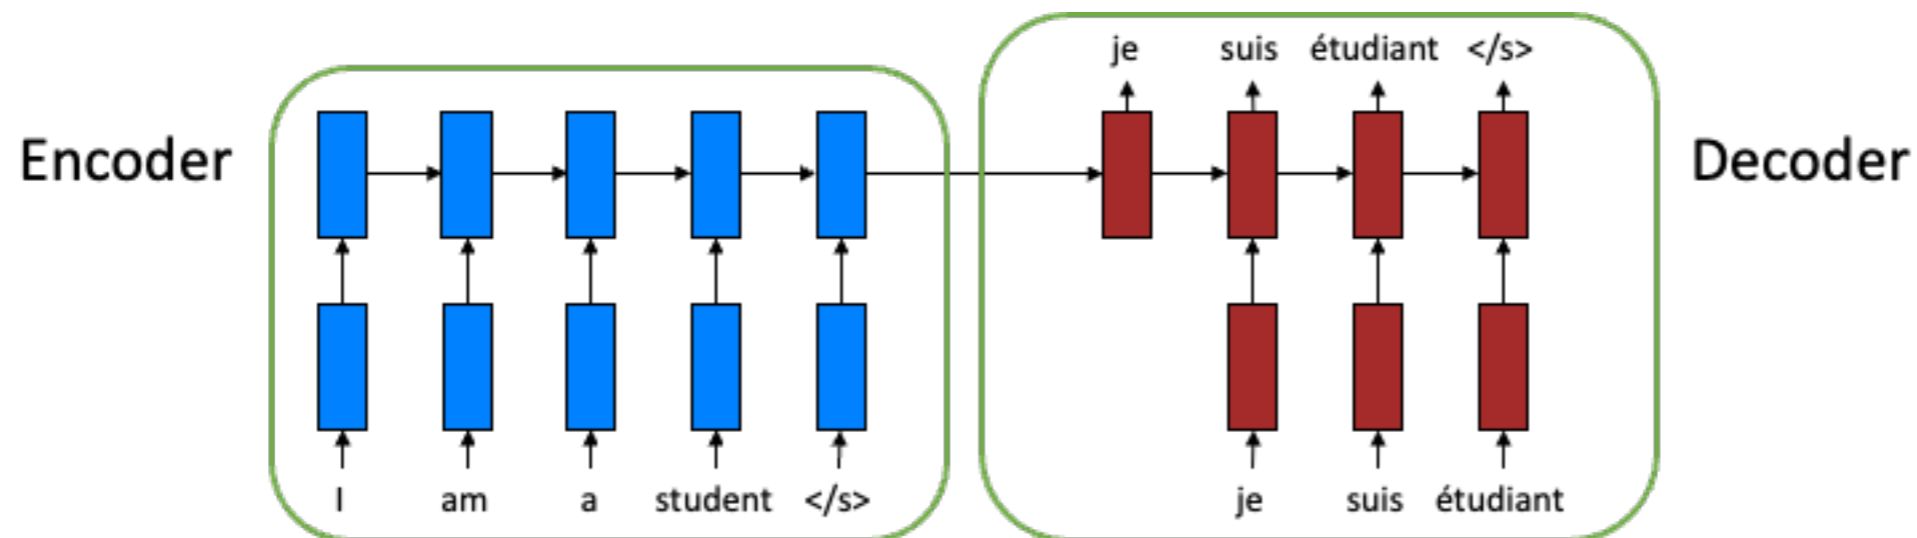 je suis étudiant </s>
Encoder
Decoder
I am a student </s>
je suis étudiant